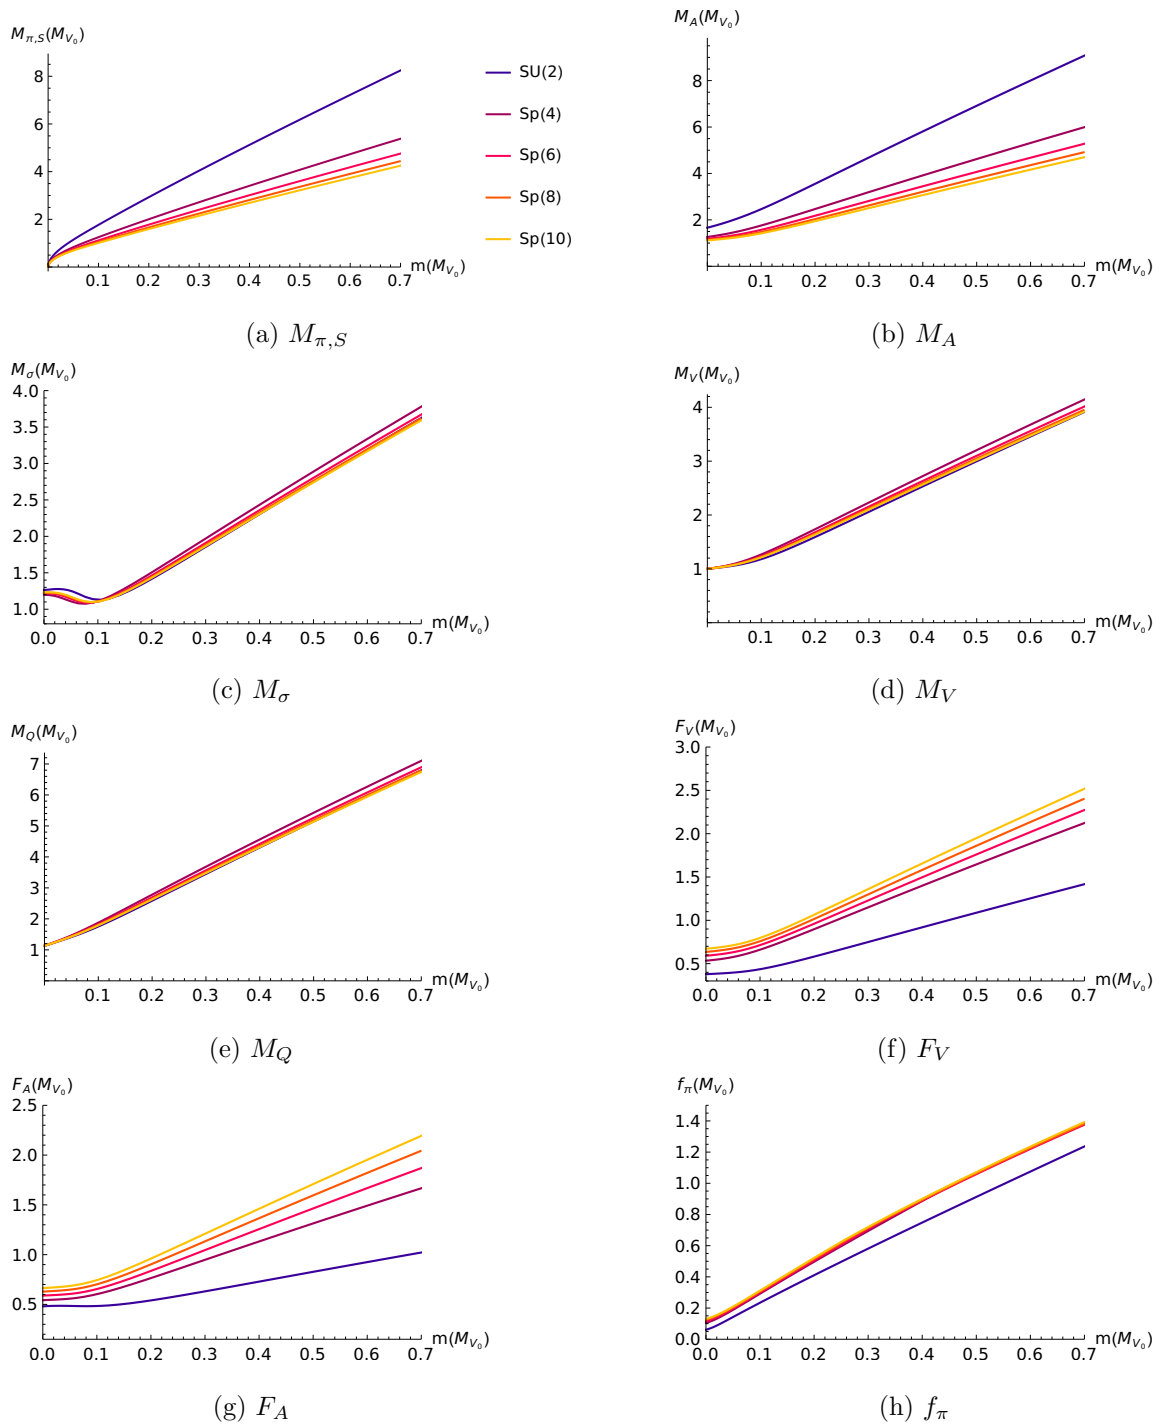 M_{π,S}(M_{V_0})
8
6
4
2
0.1 0.2 0.3 0.4 0.5 0.6 0.7
m(M_{V_0})
SU(2)
Sp(4)
Sp(6)
Sp(8)
Sp(10)
(a) M_{π,S}
M_A(M_{V_0})
8
6
4
2
0.1 0.2 0.3 0.4 0.5 0.6 0.7
m(M_{V_0})
(b) M_A
M_σ(M_{V_0})
4.0
3.5
3.0
2.5
2.0
1.5
1.0
0.0 0.1 0.2 0.3 0.4 0.5 0.6 0.7
m(M_{V_0})
(c) M_σ
M_V(M_{V_0})
4
3
2
1
0.1 0.2 0.3 0.4 0.5 0.6 0.7
m(M_{V_0})
(d) M_V
M_Q(M_{V_0})
7
6
5
4
3
2
1
0.1 0.2 0.3 0.4 0.5 0.6 0.7
m(M_{V_0})
(e) M_Q
F_V(M_{V_0})
3.0
2.5
2.0
1.5
1.0
0.5
0.0 0.1 0.2 0.3 0.4 0.5 0.6 0.7
m(M_{V_0})
(f) F_V
F_A(M_{V_0})
2.5
2.0
1.5
1.0
0.5
0.0 0.1 0.2 0.3 0.4 0.5 0.6 0.7
m(M_{V_0})
(g) F_A
f_π(M_{V_0})
1.4
1.2
1.0
0.8
0.6
0.4
0.2
0.0
0.0 0.1 0.2 0.3 0.4 0.5 0.6 0.7
m(M_{V_0})
(h) f_π